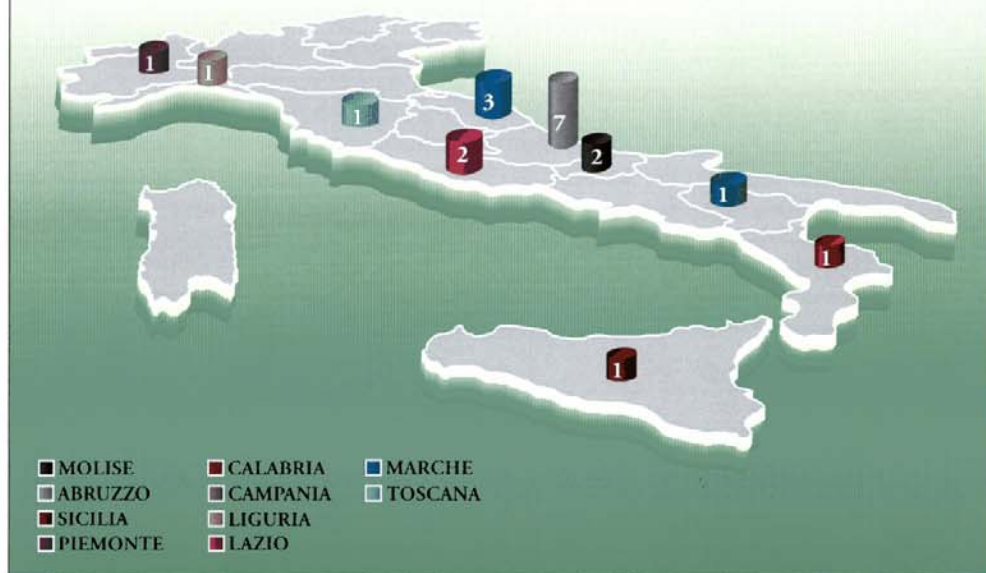 1
1
1
3
7
2
2
1
1
1
MOLISE
ABRUZZO
SICILIA
PIEMONTE
CALABRIA
CAMPANIA
LIGURIA
LAZIO
MARCHE
TOSCANA